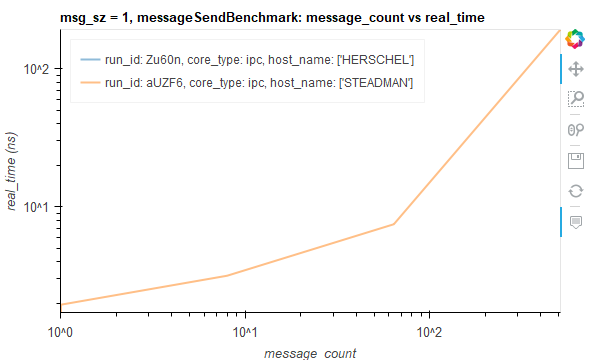 msg_sz = 1, messageSendBenchmark: message_count vs real_time
run_id: Zu60n, core_type: ipc, host_name: ['HERSCHEL']
run_id: aUZF6, core_type: ipc, host_name: ['STEADMAN']
10^2
10^1
real_time (ns)
10^0
10^1
10^2
message_count